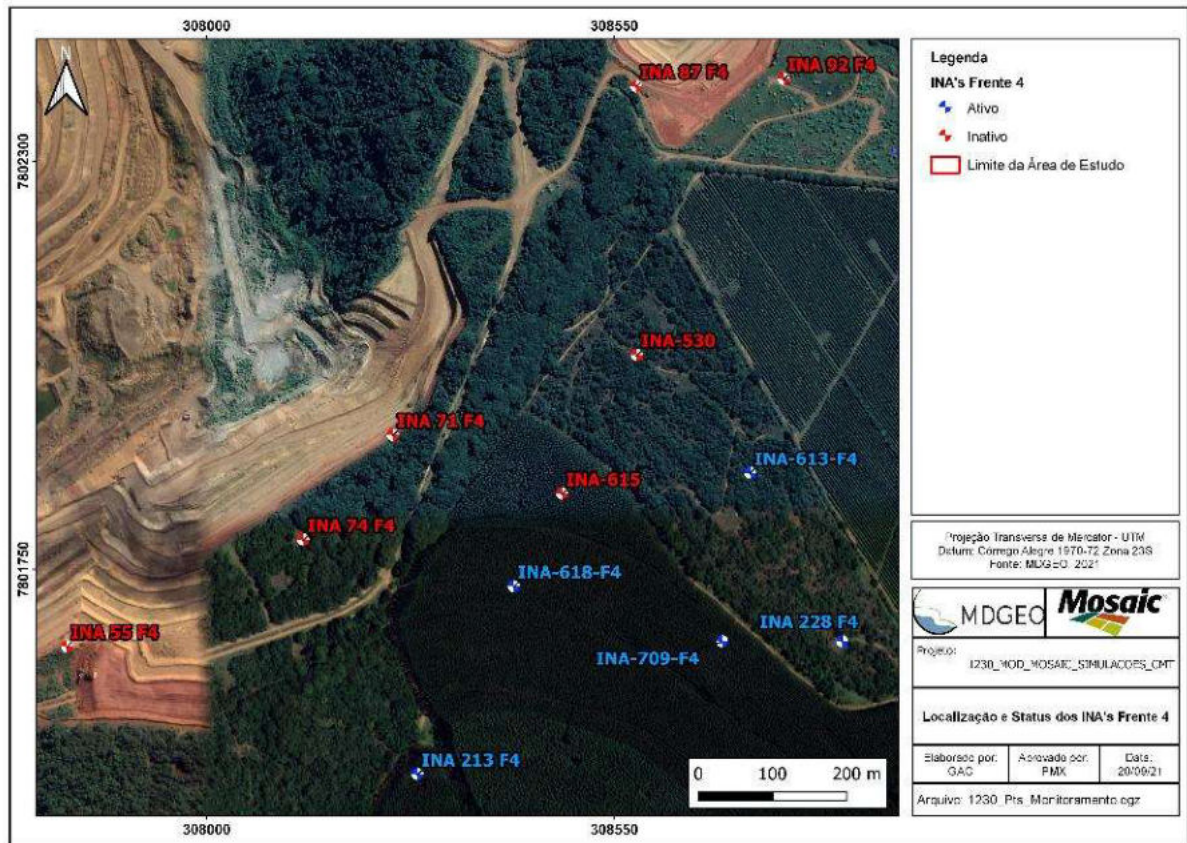 308000
308550
N
INA 87 F4
INA 92 F4
7802300
INA-530
INA 71 F4
INA-613-F4
INA-615
INA 74 F4
7801750
INA-618-F4
INA 55 F4
INA 228 F4
INA-709-F4
INA 213 F4
0 100 200 m
308000
308550
Legenda
INA's Frente 4
Ativo
Inativo
Limite da Área de Estudo
Projeção Transversa de Mercator - UTM
Datum: Córrego Alegre 1970-72 Zona 23S
Fonte: MDGEO, 2021
MDGEO
Mosaic
Projeto:
1230_MOD_MOSAIC_SIMULACOES_CMT
Localização e Status dos INA's Frente 4
Elaborado por:
GAC
Aprovado por:
PMX
Data:
20/09/21
Arquivo: 1230_Pts_Monitoramento.qgz